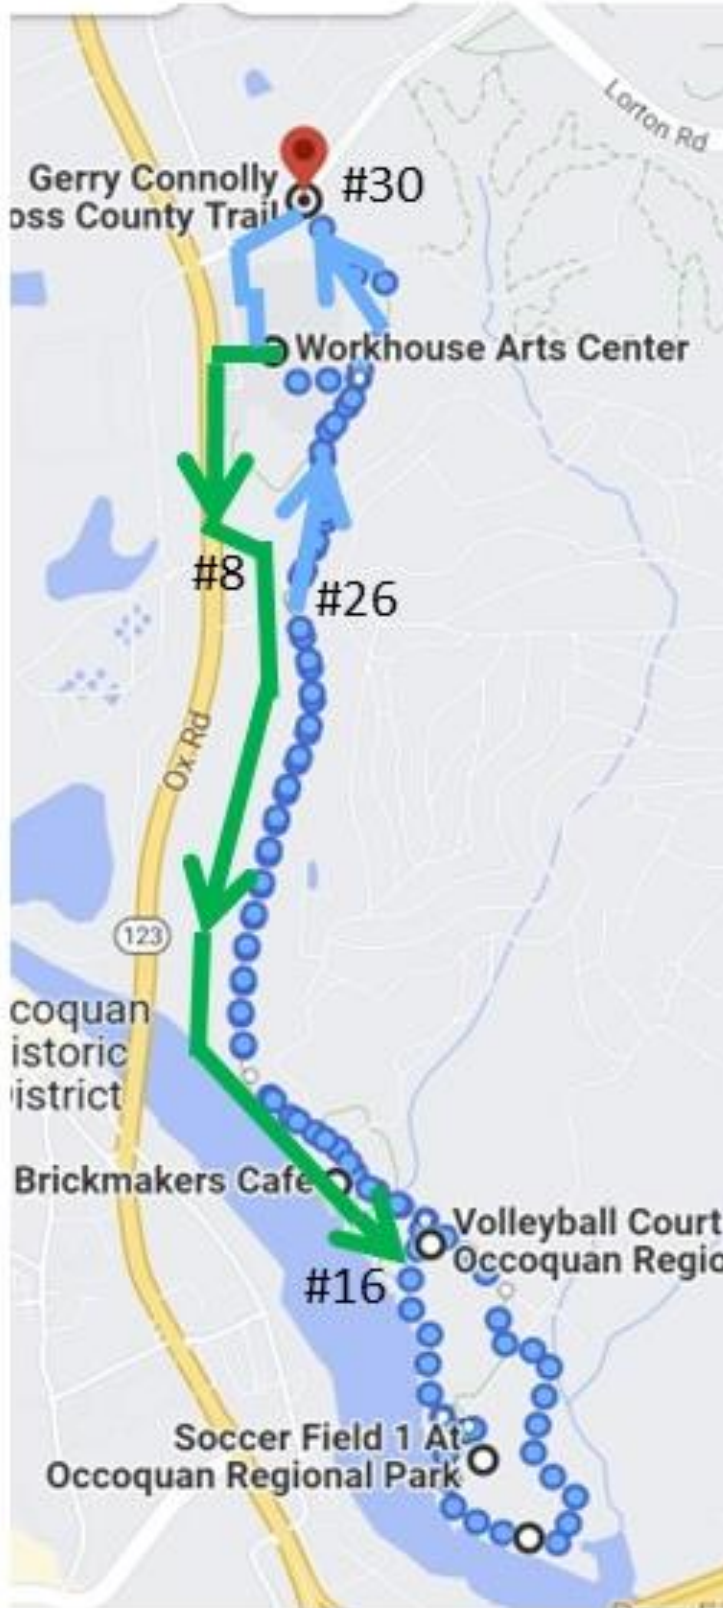 Lorton Rd
Gerry Connolly
oss County Trail
#30
Workhouse Arts Center
#8
#26
Ox Rd
123
coquan
istoric
istrict
Brickmakers Cafe
Volleyball Court
Occoquan Regio
#16
Soccer Field 1 At
Occoquan Regional Park